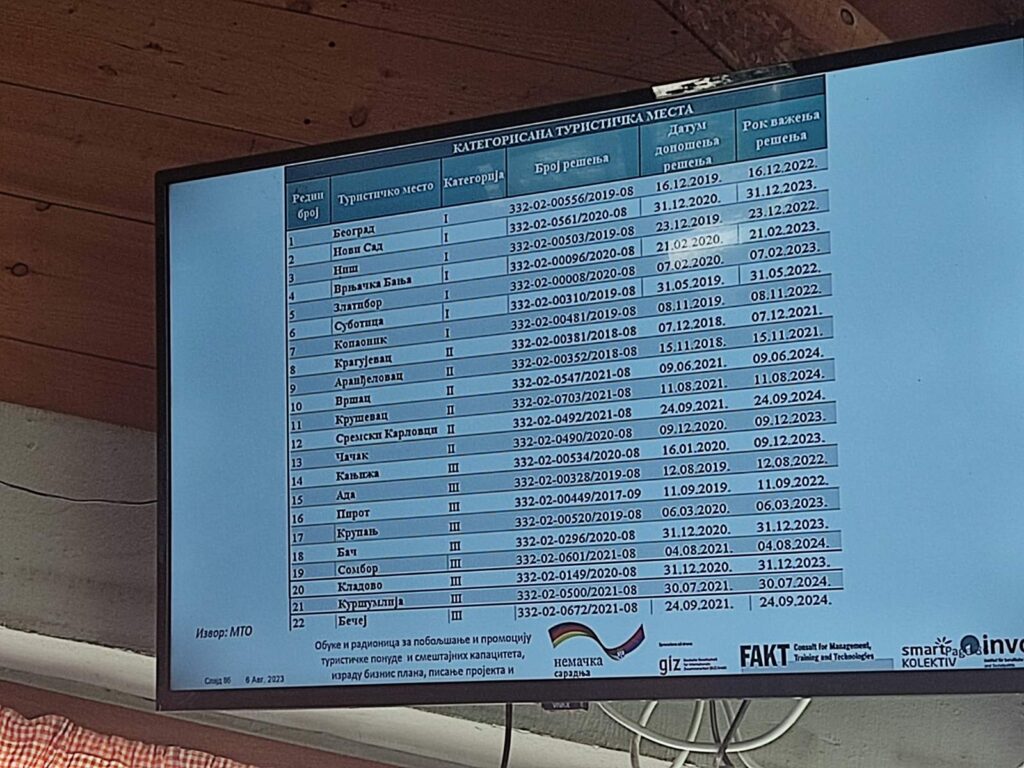 КАТЕГОРИСАНА ТУРИСТИЧКА МЕСТА
Редни број Туристичко место Категорија Број решења Датум доношења решења Рок важења решења
1 Београд I 332-02-00556/2019-08 16.12.2019. 16.12.2022.
2 Нови Сад I 332-02-0561/2020-08 31.12.2020. 31.12.2023.
3 Ниш I 332-02-00503/2019-08 23.12.2019. 23.12.2022.
4 Врњачка Бања I 332-02-00096/2020-08 21.02.2020. 21.02.2023.
5 Златибор I 332-02-00008/2020-08 07.02.2020. 07.02.2023.
6 Суботица I 332-02-00310/2019-08 31.05.2019. 31.05.2022.
7 Копаоник I 332-02-00481/2019-08 08.11.2019. 08.11.2022.
8 Крагујевац II 332-02-00381/2018-08 07.12.2018. 07.12.2021.
9 Аранђеловац II 332-02-00352/2018-08 15.11.2018. 15.11.2021.
10 Вршац II 332-02-0547/2021-08 09.06.2021. 09.06.2024.
11 Крушевац II 332-02-0703/2021-08 11.08.2021. 11.08.2024.
12 Сремски Карловци II 332-02-0492/2021-08 24.09.2021. 24.09.2024.
13 Чачак II 332-02-0490/2020-08 09.12.2020. 09.12.2023.
14 Кањижа III 332-02-00534/2020-08 16.01.2020. 09.12.2023.
15 Ада III 332-02-00328/2019-08 12.08.2019. 12.08.2022.
16 Пирот III 332-02-00449/2017-09 11.09.2019. 11.09.2022.
17 Крупањ III 332-02-00520/2019-08 06.03.2020. 06.03.2023.
18 Бач III 332-02-0296/2020-08 31.12.2020. 31.12.2023.
19 Сомбор III 332-02-0601/2021-08 04.08.2021. 04.08.2024.
20 Кладово III 332-02-0149/2020-08 31.12.2020. 31.12.2023.
21 Куршумлија III 332-02-0500/2021-08 30.07.2021. 30.07.2024.
22 Бечеј III 332-02-0672/2021-08 24.09.2021. 24.09.2024.
Извор: МТО
Обуке и радионица за побољшање и промоцију
туристичке понуде и смештајних капацитета,
израду бизнис плана, писање пројекта и
Слајд 86 6 Авг. 2023
немачка
сарадња
giz
FAKT Consult for Management,
Training and Technologies
smart
KOLEKTIV